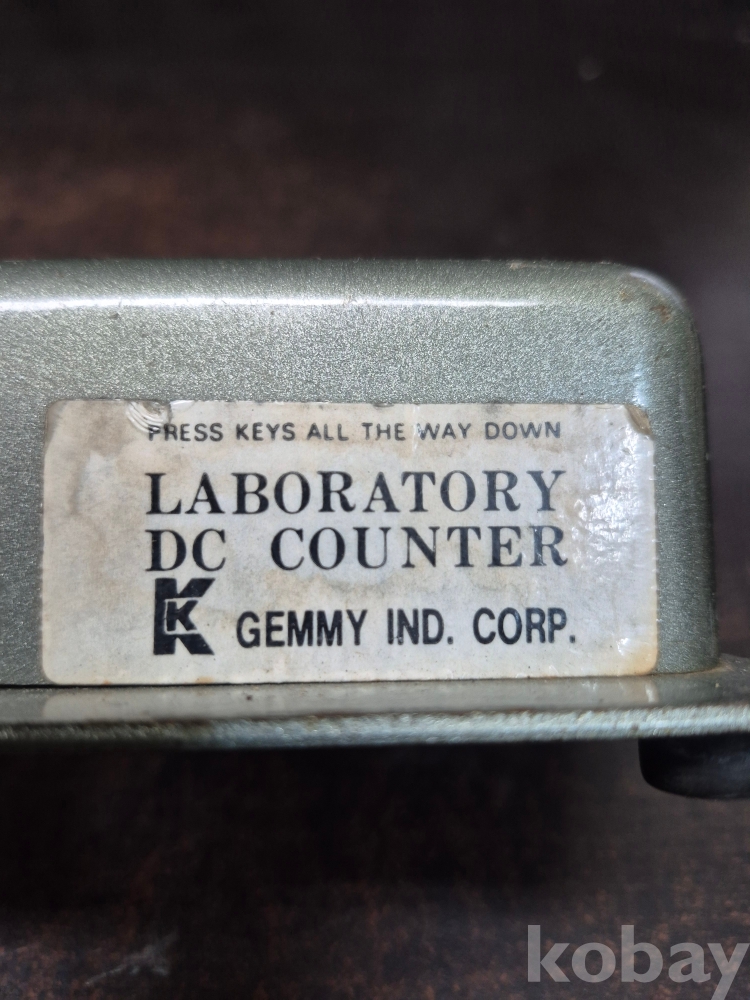 PRESS KEYS ALL THE WAY DOWN
LABORATORY
DC COUNTER
K GEMMY IND. CORP.
kobay